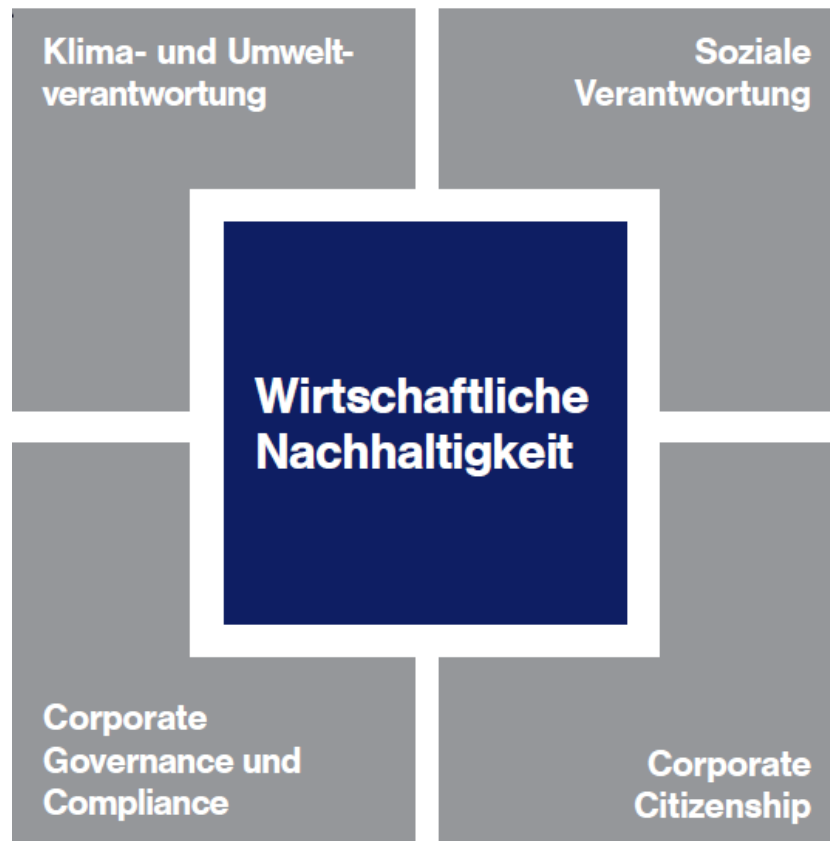 Klima- und Umwelt-
verantwortung
Soziale
Verantwortung
Wirtschaftliche
Nachhaltigkeit
Corporate
Governance und
Compliance
Corporate
Citizenship